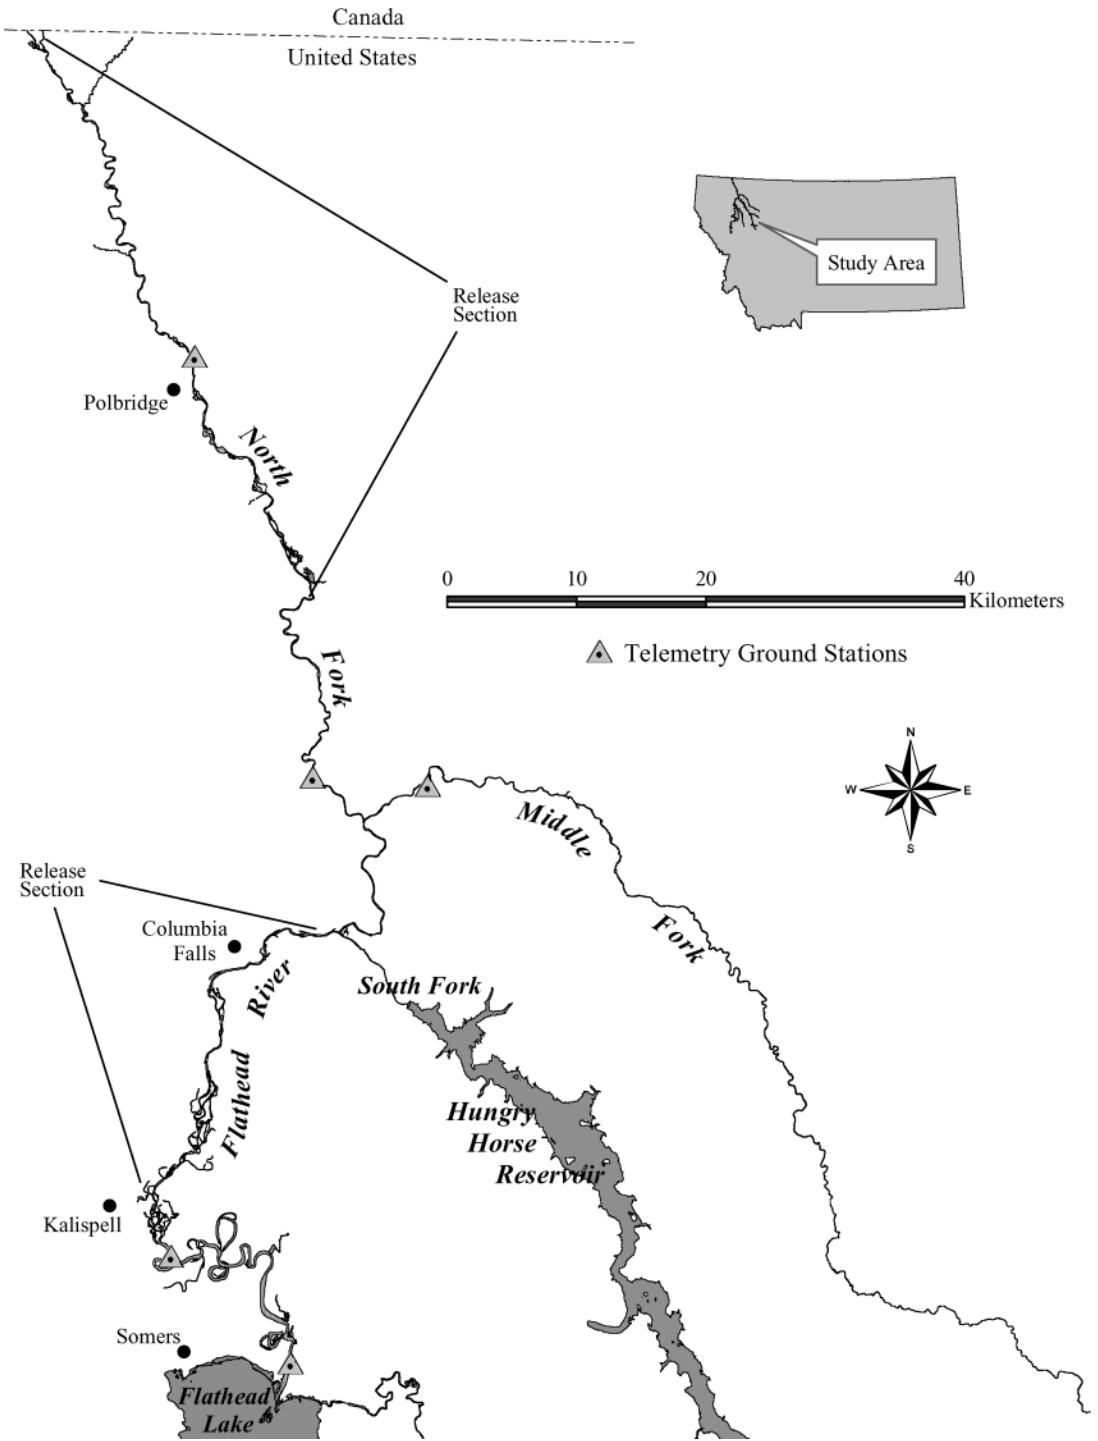 Canada
United States
Study Area
Release
Section
Polbridge
North
0 10 20 40
Kilometers
Telemetry Ground Stations
Fork
N
W E
S
Middle
Fork
Release
Section
Columbia
Falls
River
Flathead
South Fork
Hungry
Horse
Reservoir
Kalispell
Somers
Flathead
Lake